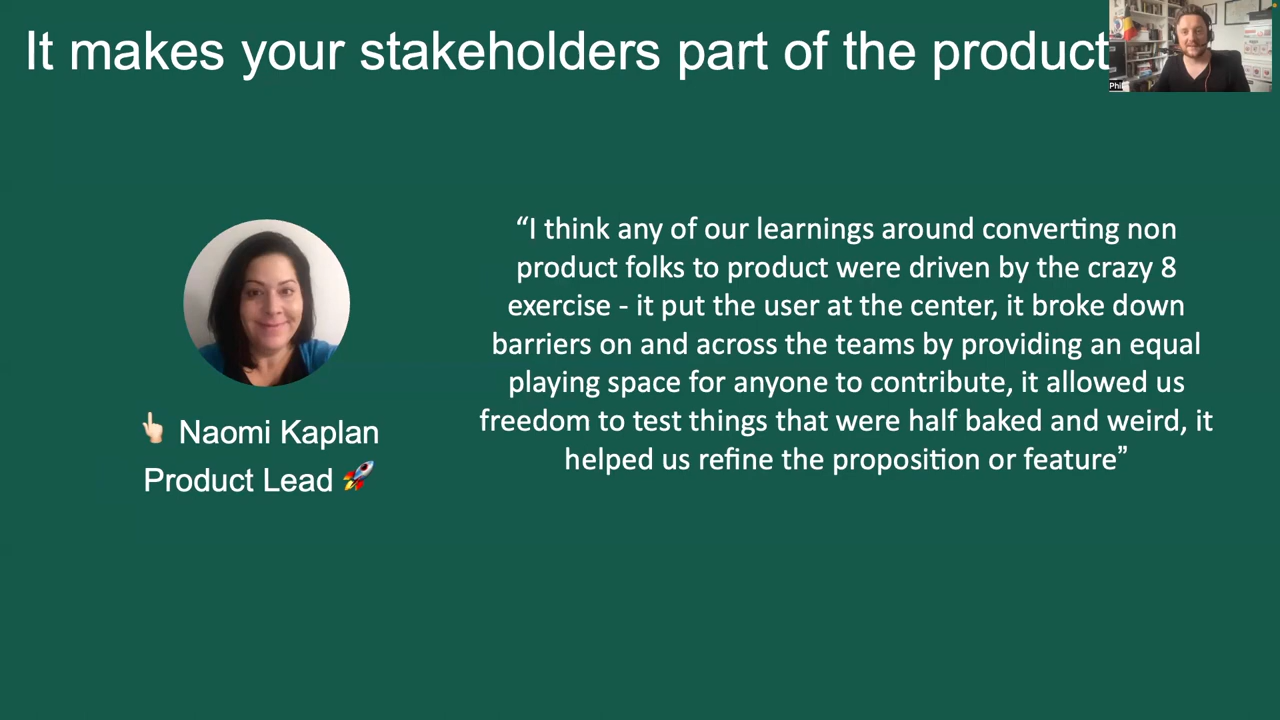 It makes your stakeholders part of the product
“I think any of our learnings around converting non
product folks to product were driven by the crazy 8
exercise - it put the user at the center, it broke down
barriers on and across the teams by providing an equal
playing space for anyone to contribute, it allowed us
freedom to test things that were half baked and weird, it
helped us refine the proposition or feature”
👆🏻 Naomi Kaplan
Product Lead 🚀